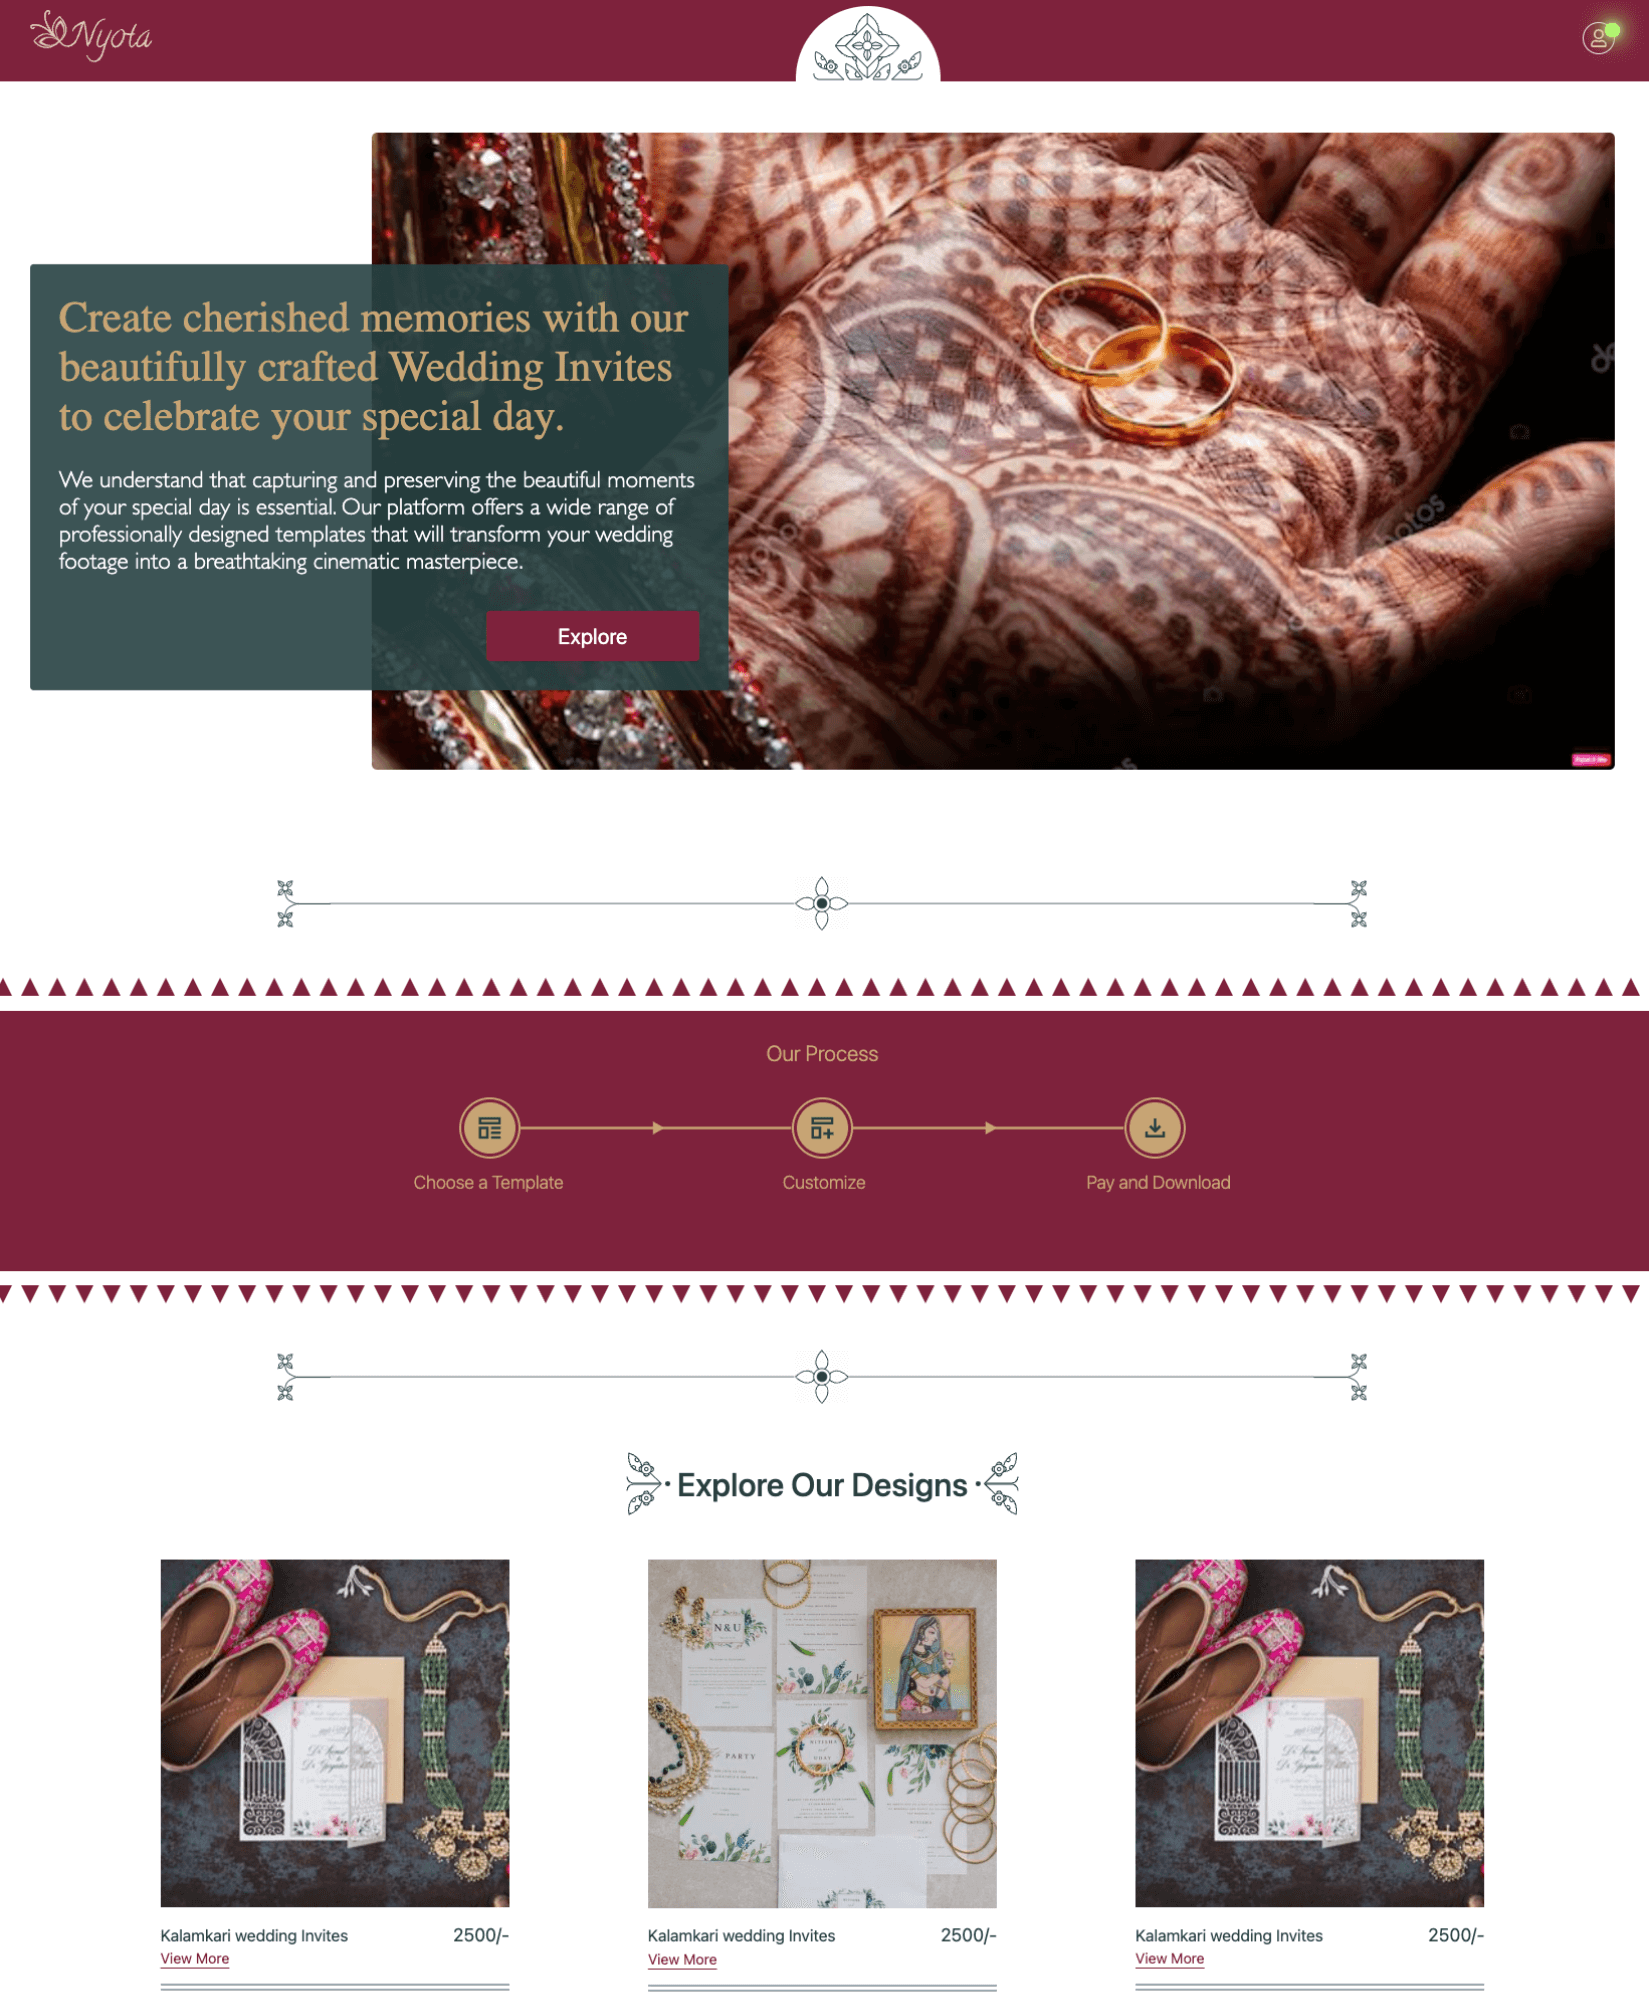 Nyota
Create cherished memories with our
beautifully crafted Wedding Invites
to celebrate your special day.
We understand that capturing and preserving the beautiful moments
of your special day is essential. Our platform offers a wide range of
professionally designed templates that will transform your wedding
footage into a breathtaking cinematic masterpiece.
Explore
Our Process
Choose a Template
Customize
Pay and Download
Explore Our Designs
N&U
PARTY
Kalamkari wedding Invites 2500/-
View More
Kalamkari wedding Invites 2500/-
View More
Kalamkari wedding Invites 2500/-
View More